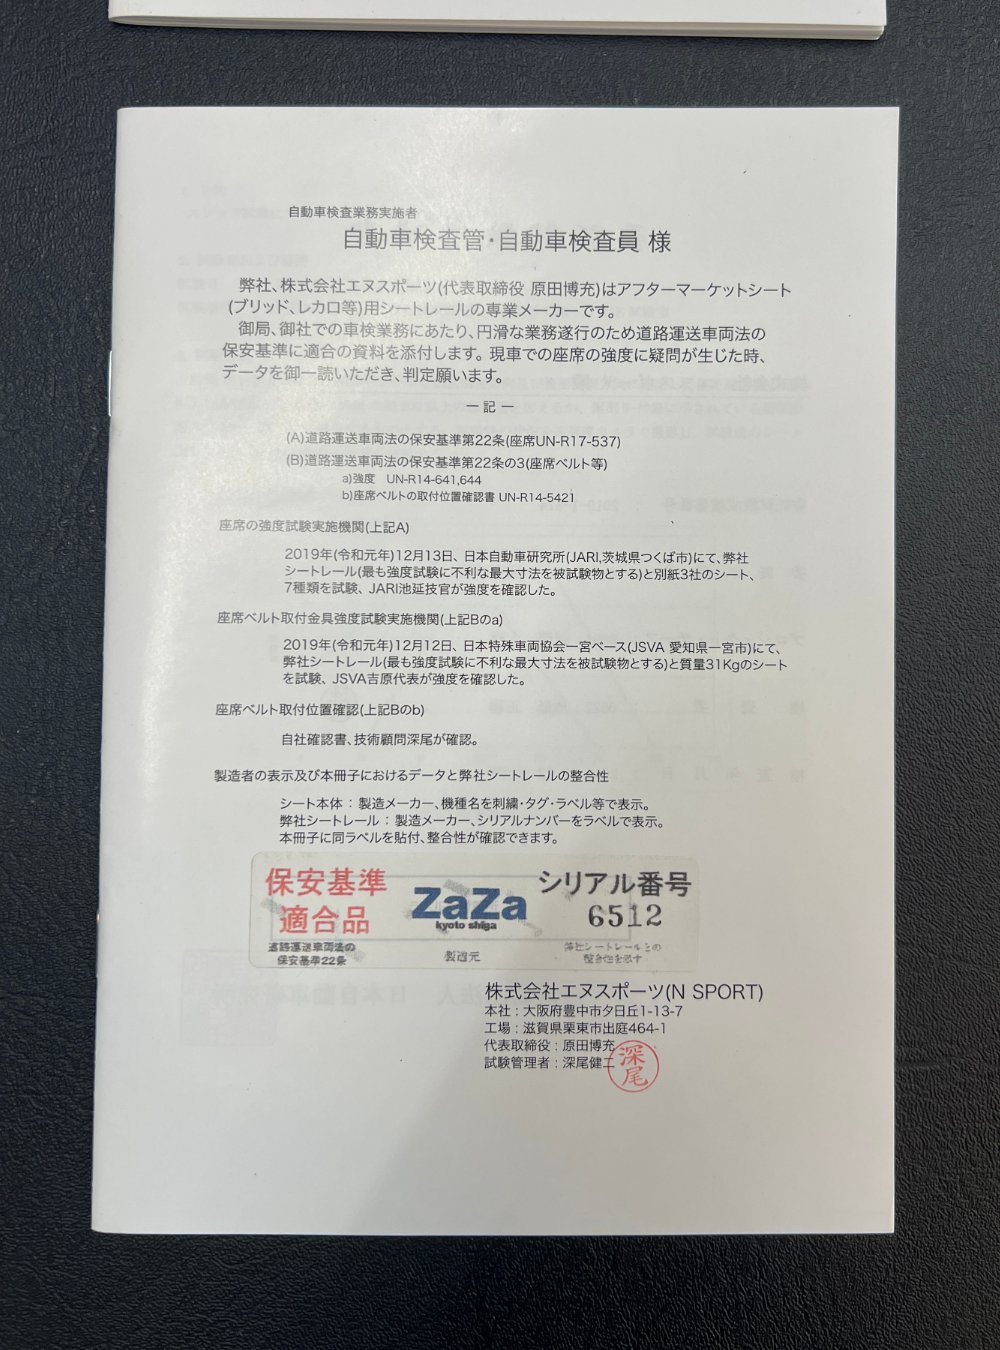 自動車検査業務実施者
自動車検査管・自動車検査員 様
弊社、株式会社エヌスポーツ(代表取締役 原田博充)はアフターマーケットシート
(ブリッド、レカロ等)用シートレールの専業メーカーです。
御局、御社での車検業務にあたり、円滑な業務遂行のため道路運送車両法の
保安基準に適合の資料を添付します。現車での座席の強度に疑問が生じた時、
データを御一読いただき、判定願います。
ー 記 ー
(A)道路運送車両法の保安基準第22条(座席UN-R17-537)
(B)道路運送車両法の保安基準第22条の3(座席ベルト等)
a)強度 UN-R14-641,644
b)座席ベルトの取付位置確認書 UN-R14-5421
座席の強度試験実施機関(上記A)
2019年(令和元年)12月13日、日本自動車研究所(JARI,茨城県つくば市)にて、弊社
シートレール(最も強度試験に不利な最大寸法を被試験物とする)と別紙3社のシート、
7種類を試験、JARI池延技官が強度を確認した。
座席ベルト取付金具強度試験実施機関(上記Bのa)
2019年(令和元年)12月12日、日本特殊車両協会一宮ベース(JSVA 愛知県一宮市)にて、
弊社シートレール(最も強度試験に不利な最大寸法を被試験物とする)と質量31Kgのシート
を試験、JSVA吉原代表が強度を確認した。
座席ベルト取付位置確認(上記Bのb)
自社確認書、技術顧問深尾が確認。
製造者の表示及び本冊子におけるデータと弊社シートレールの整合性
シート本体：製造メーカー、機種名を刺繍・タグ・ラベル等で表示。
弊社シートレール：製造メーカー、シリアルナンバーをラベルで表示。
本冊子に同ラベルを貼付、整合性が確認できます。
保安基準
適合品
道路運送車両法の
保安基準22条
ZaZa
kyoto shiga
製造元
シリアル番号
6512
弊社シートレールとの
整合性を示す
株式会社エヌスポーツ(N SPORT)
本社：大阪府豊中市夕日丘1-13-7
工場：滋賀県栗東市出庭464-1
代表取締役：原田博充
試験管理者：深尾健二
深尾